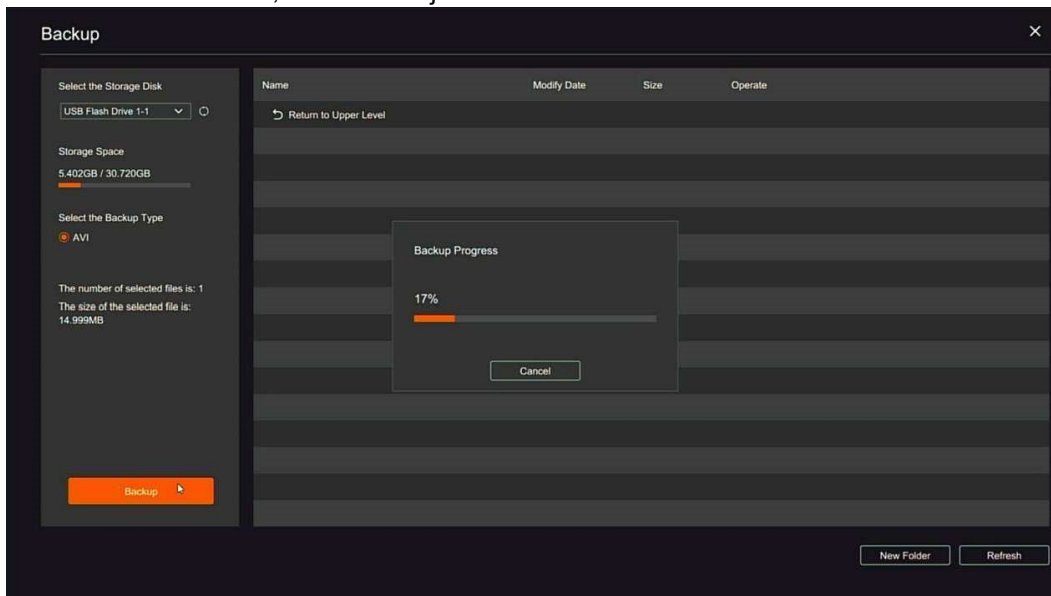 Backup
Select the Storage Disk
USB Flash Drive 1-1
Storage Space
5.402GB / 30.720GB
Select the Backup Type
AVI
The number of selected files is: 1
The size of the selected file is:
14.999MB
Backup
Name Modify Date Size Operate
Return to Upper Level
Backup Progress
17%
Cancel
New Folder Refresh